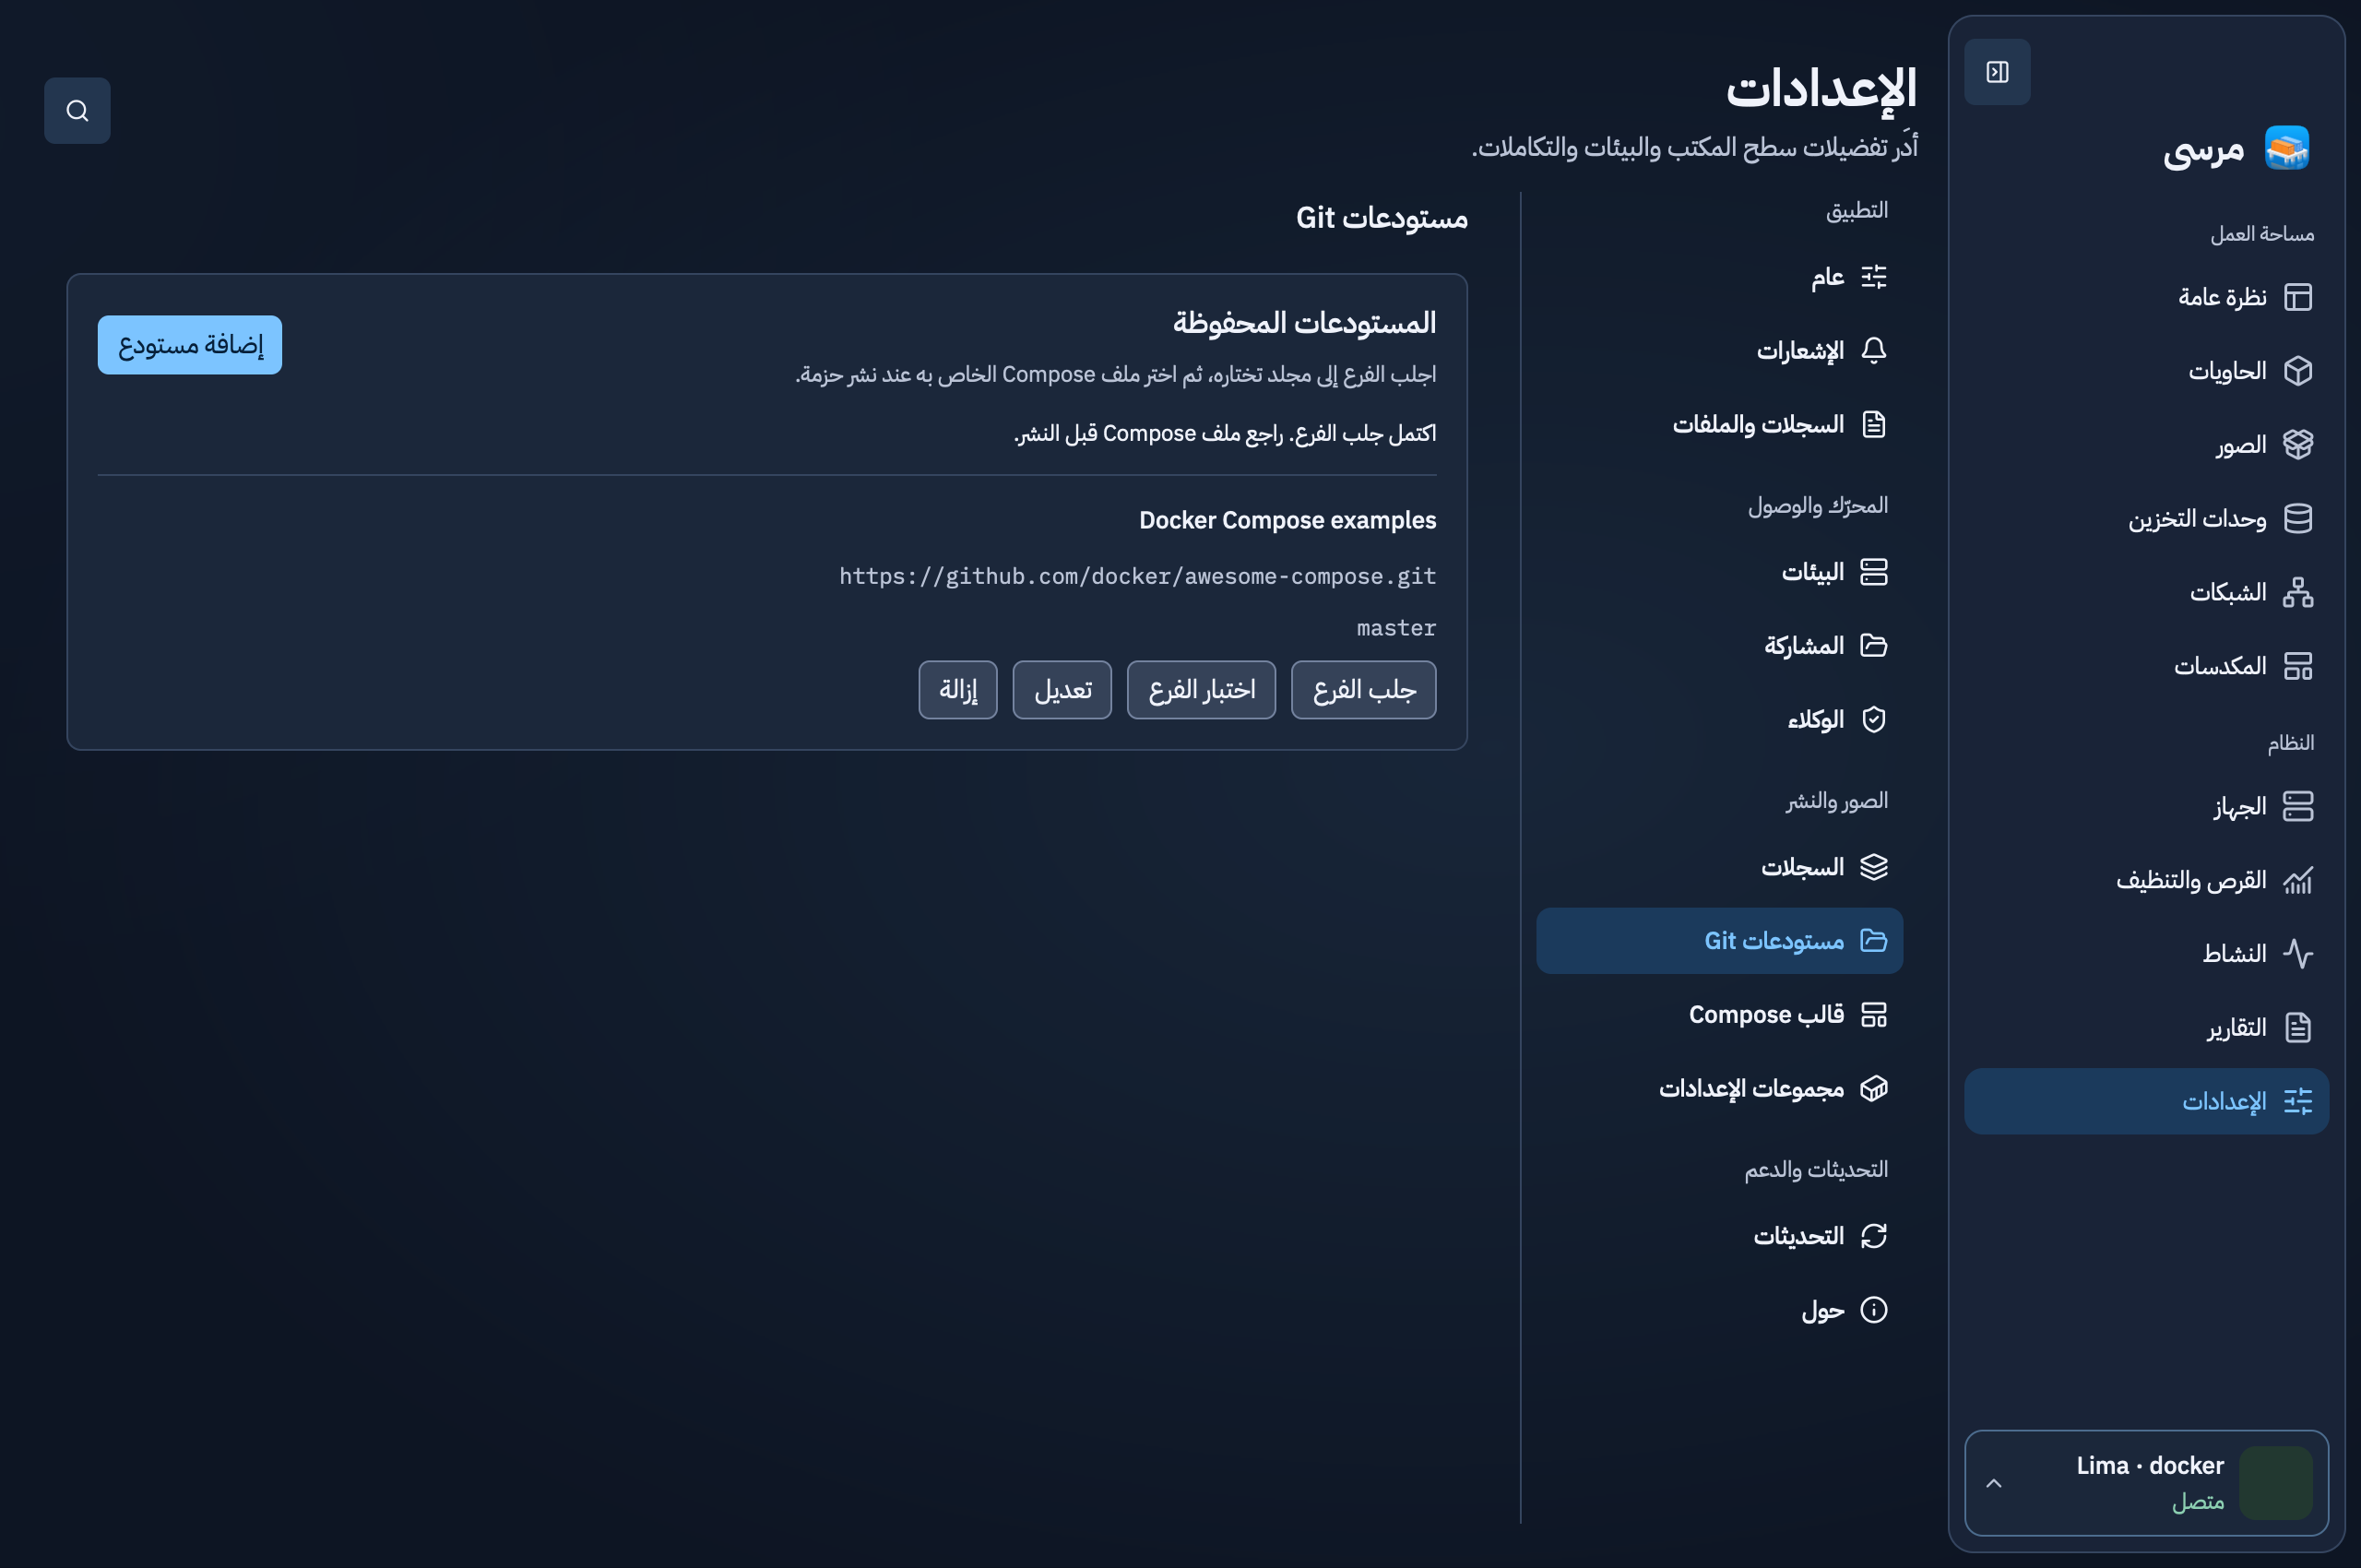 مرسى
مساحة العمل
نظرة عامة
الحاويات
الصور
وحدات التخزين
الشبكات
المكدسات
النظام
الجهاز
القرص والتنظيف
النشاط
التقارير
الإعدادات
Lima · docker
متصل
الإعدادات
أدَر تفضيلات سطح المكتب والبيئات والتكاملات.
التطبيق
عام
الإشعارات
السجلات والملفات
المحرّك والوصول
البيئات
المشاركة
الوكلاء
الصور والنشر
السجلات
مستودعات Git
قالب Compose
مجموعات الإعدادات
التحديثات والدعم
التحديثات
حول
مستودعات Git
المستودعات المحفوظة
إضافة مستودع
اجلب الفرع إلى مجلد تختاره، ثم اختر ملف Compose الخاص به عند نشر حزمة.
اكتمل جلب الفرع. راجع ملف Compose قبل النشر.
Docker Compose examples
https://github.com/docker/awesome-compose.git
master
جلب الفرع
اختبار الفرع
تعديل
إزالة